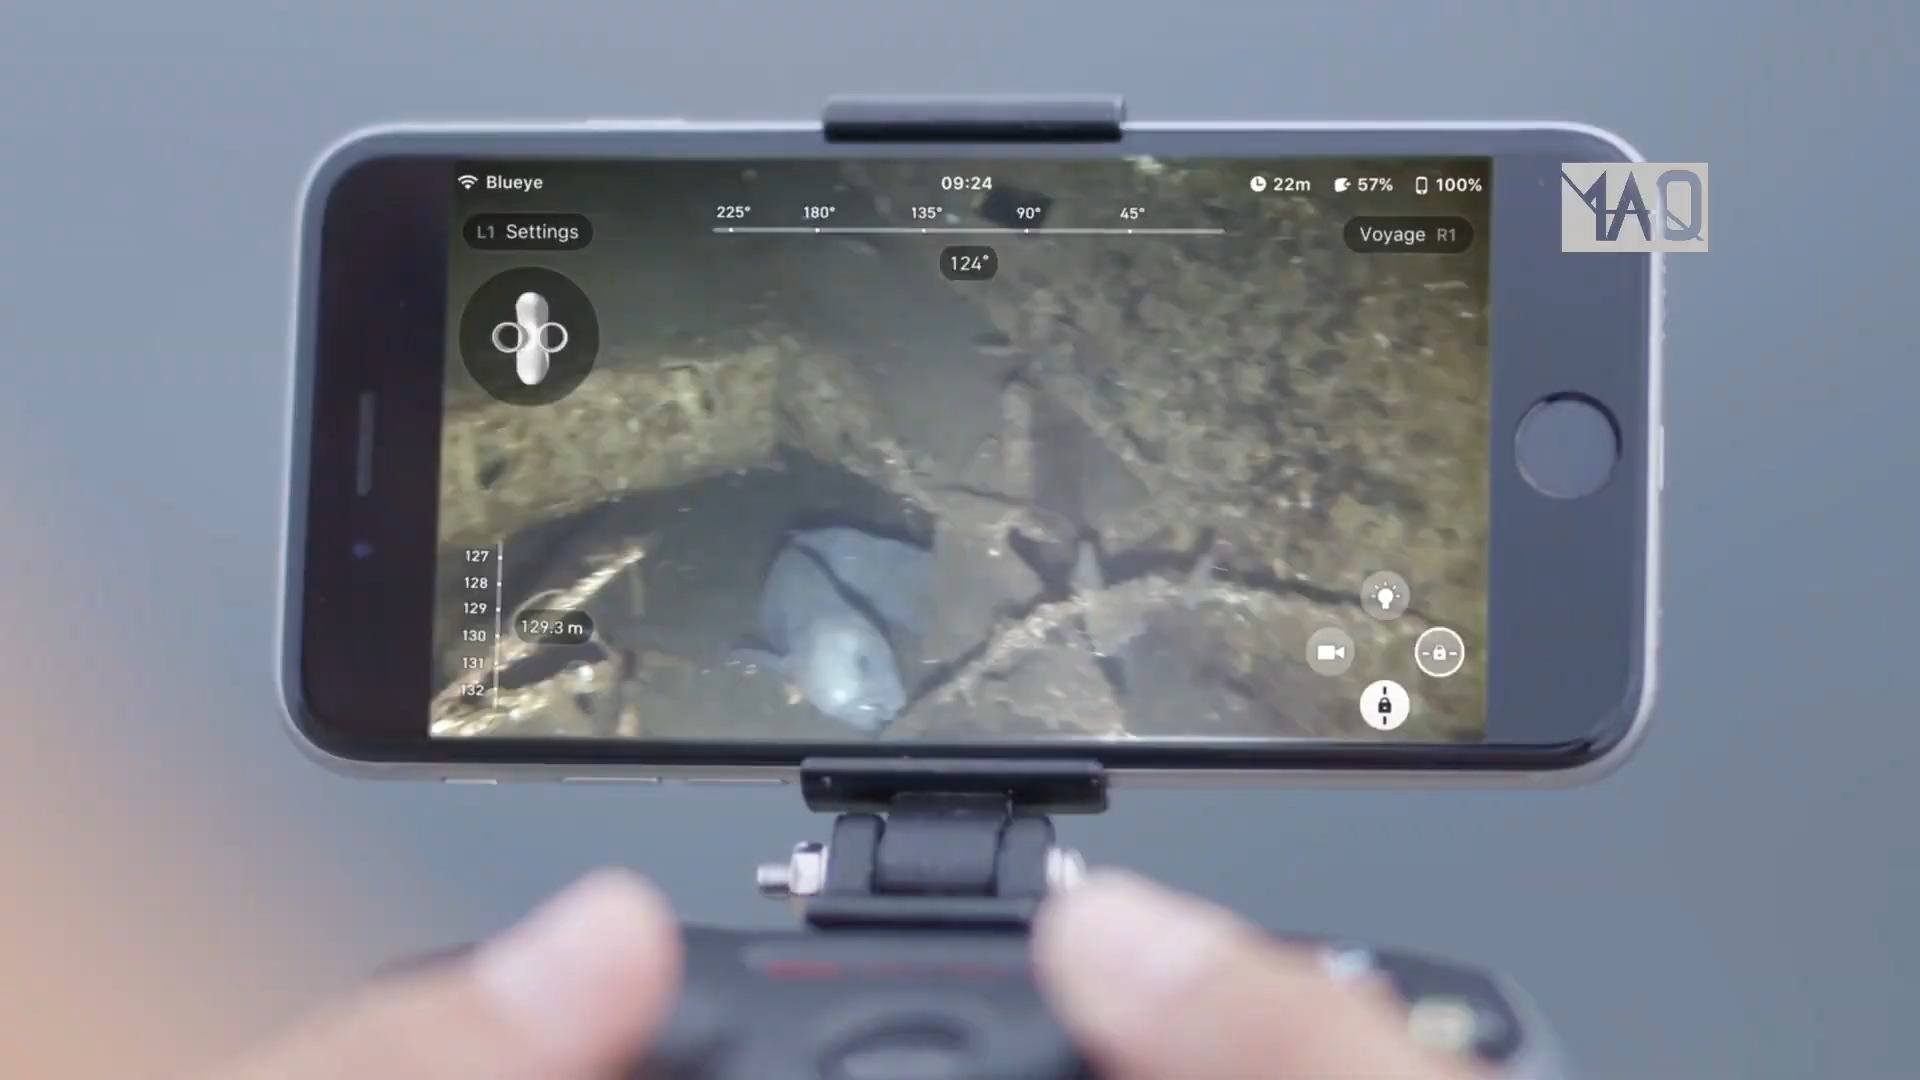 Blueye
09:24
22m
57%
100%
MAQ
L1 Settings
225° 180° 135° 90° 45°
Voyage R1
124°
127
128
129
130
131
132
129.3 m